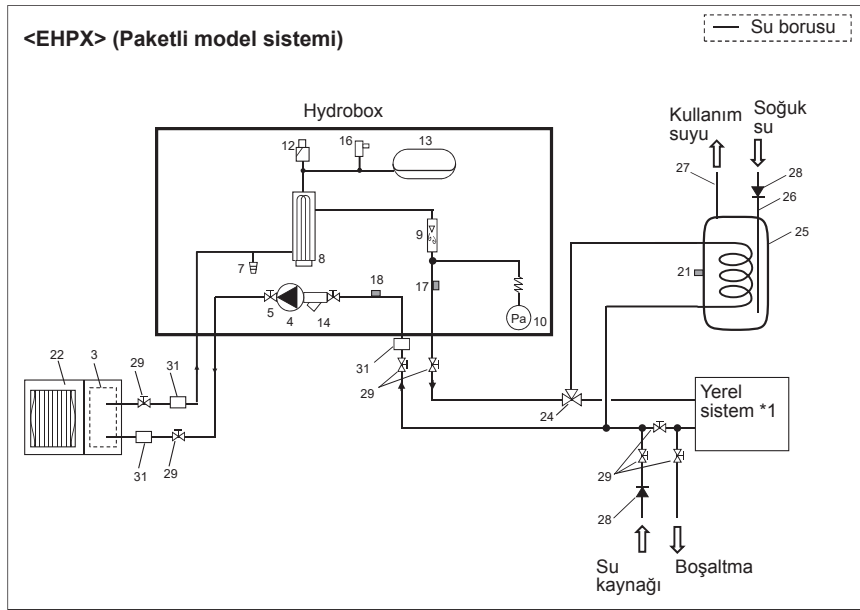 <EHPX> (Paketli model sistemi)
Su borusu
Hydrobox
Kullanım
suyu
Soğuk
su
12
16
13
27
28
26
25
7
8
9
21
18
17
5
4
14
Pa
10
22
3
29
31
31
29
24
Yerel
sistem *1
31
29
29
28
Su
kaynağı
Boşaltma